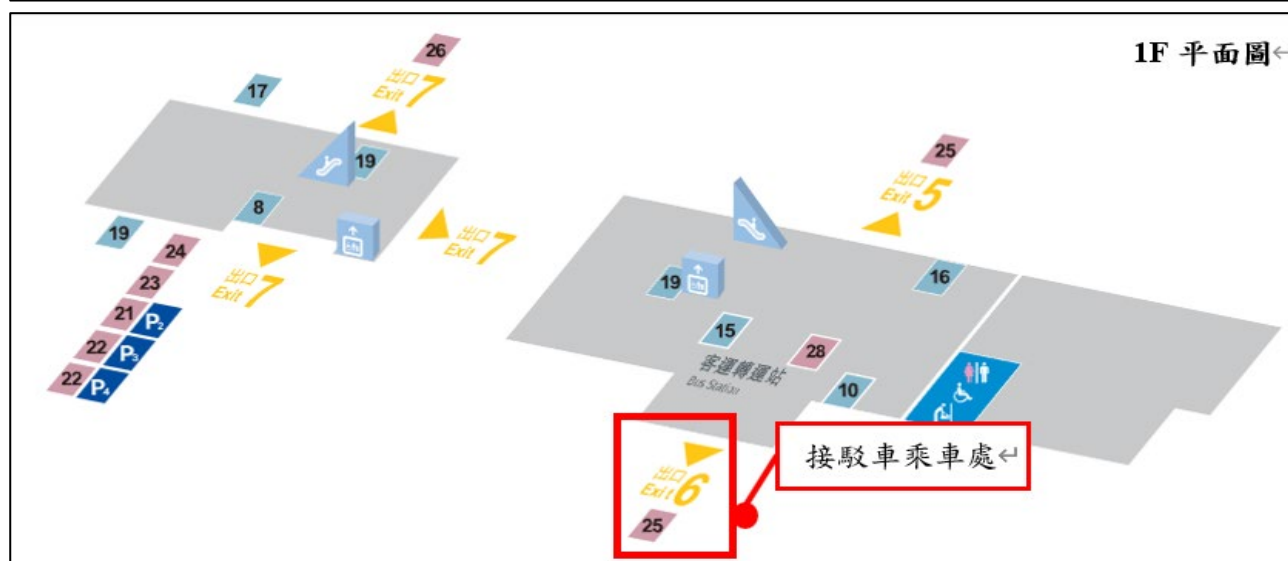 1F 平面圖↵
26
出口
Exit 7
17
19
8
19
24
23
21
22
22
P2
P3
P4
出口
Exit 7
出口
Exit 7
25
出口
Exit 5
16
19
15
28
10
客運轉運站
Bus Station
出口
Exit 6
25
接駁車乘車處↵